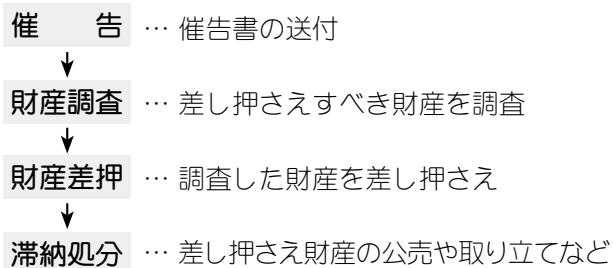 催　　告 … 催告書の送付
財産調査 … 差し押さえすべき財産を調査
財産差押 … 調査した財産を差し押さえ
滞納処分 … 差し押さえ財産の公売や取り立てなど